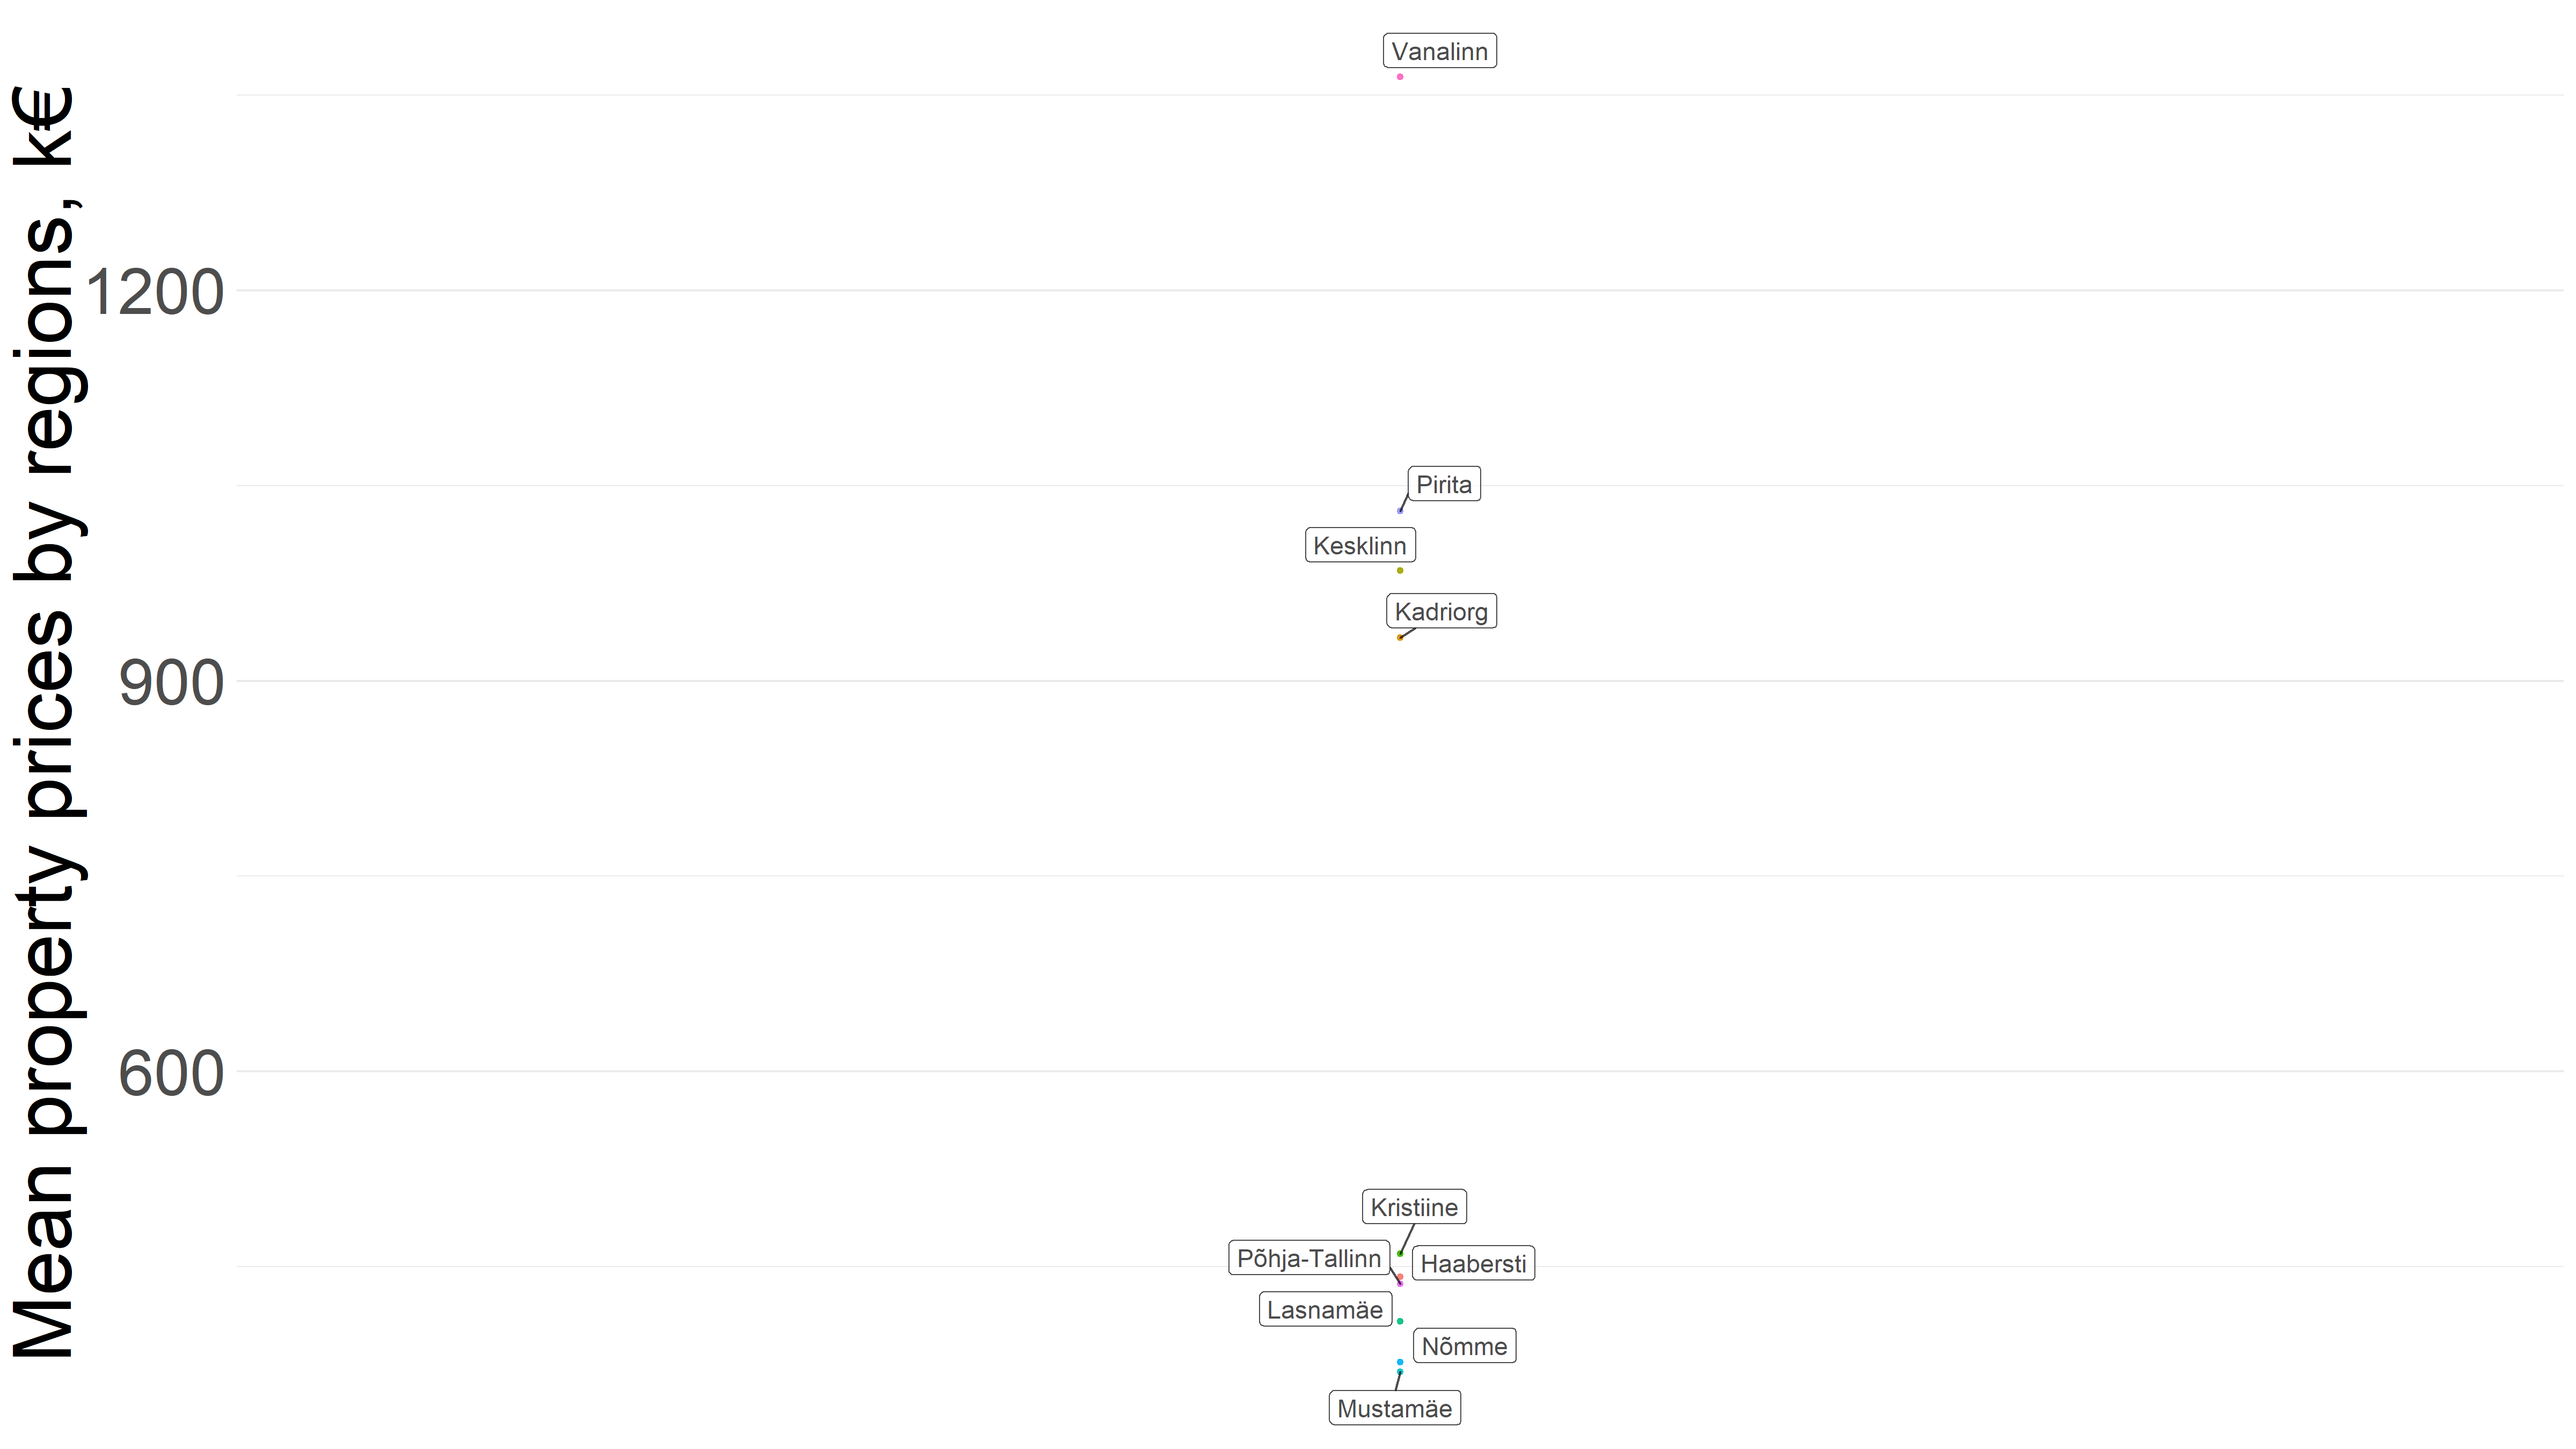 Mean property prices by regions, k€
1200
900
600
Vanalinn
Pirita
Kesklinn
Kadriorg
Kristiine
Põhja-Tallinn
Haabersti
Lasnamäe
Nõmme
Mustamäe